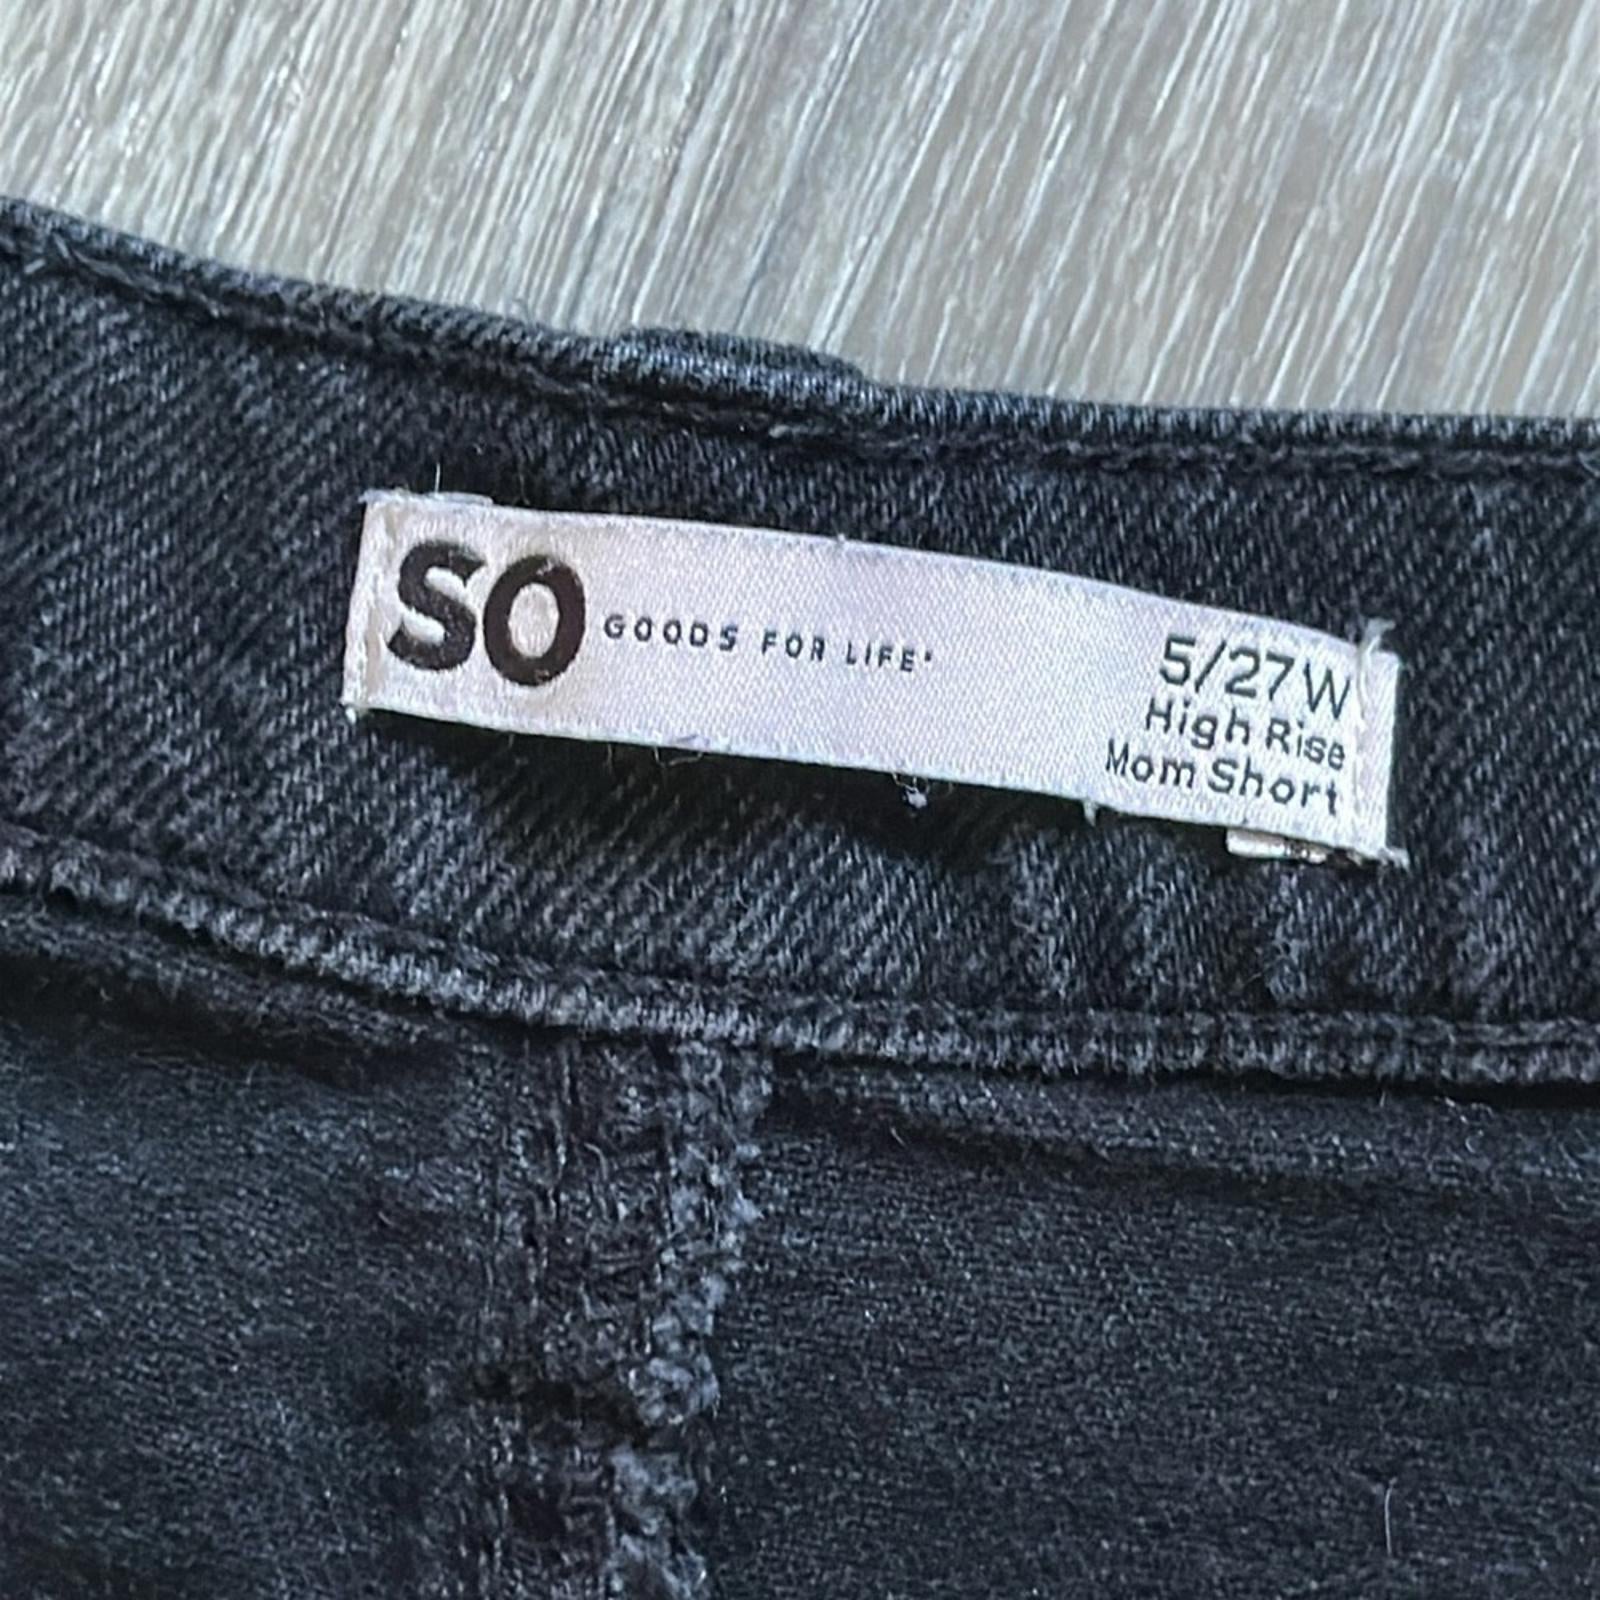 SO GOODS FOR LIFE
5/27W
High Rise
Mom Short